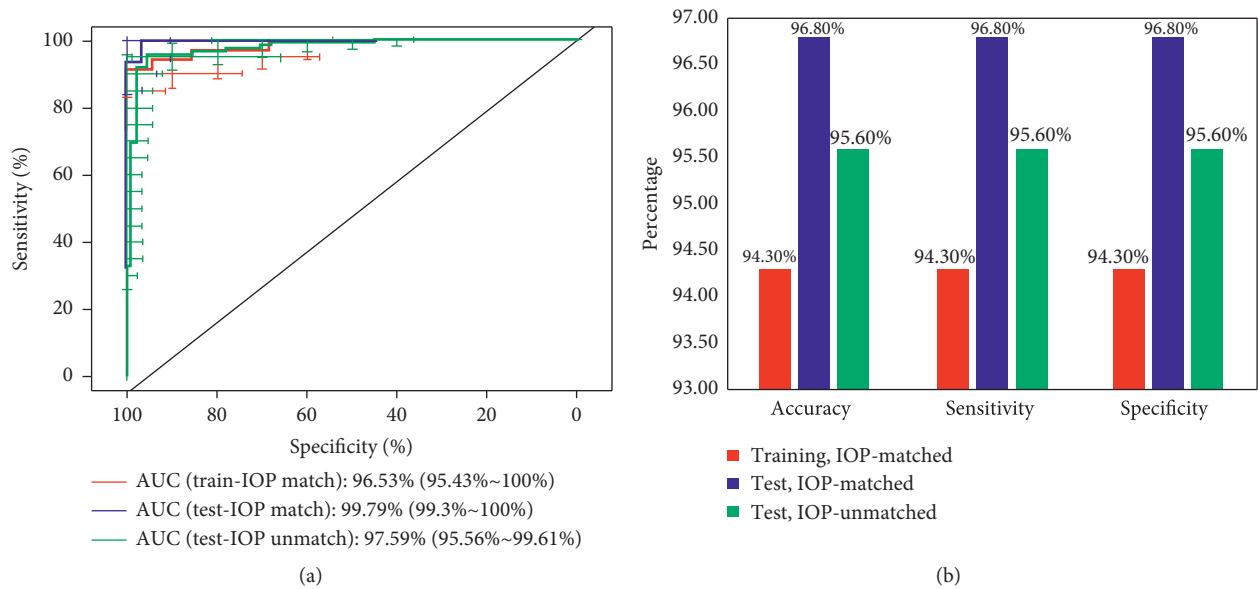 100
80
60
40
20
0
Sensitivity (%)
100
80
60
40
20
0
Specificity (%)
AUC (train-IOP match): 96.53% (95.43%~100%)
AUC (test-IOP match): 99.79% (99.3%~100%)
AUC (test-IOP unmatch): 97.59% (95.56%~99.61%)
(a)
97.00
96.50
96.00
95.50
95.00
94.50
94.00
93.50
93.00
Percentage
94.30%
96.80%
95.60%
94.30%
96.80%
95.60%
94.30%
96.80%
95.60%
Accuracy
Sensitivity
Specificity
Training, IOP-matched
Test, IOP-matched
Test, IOP-unmatched
(b)